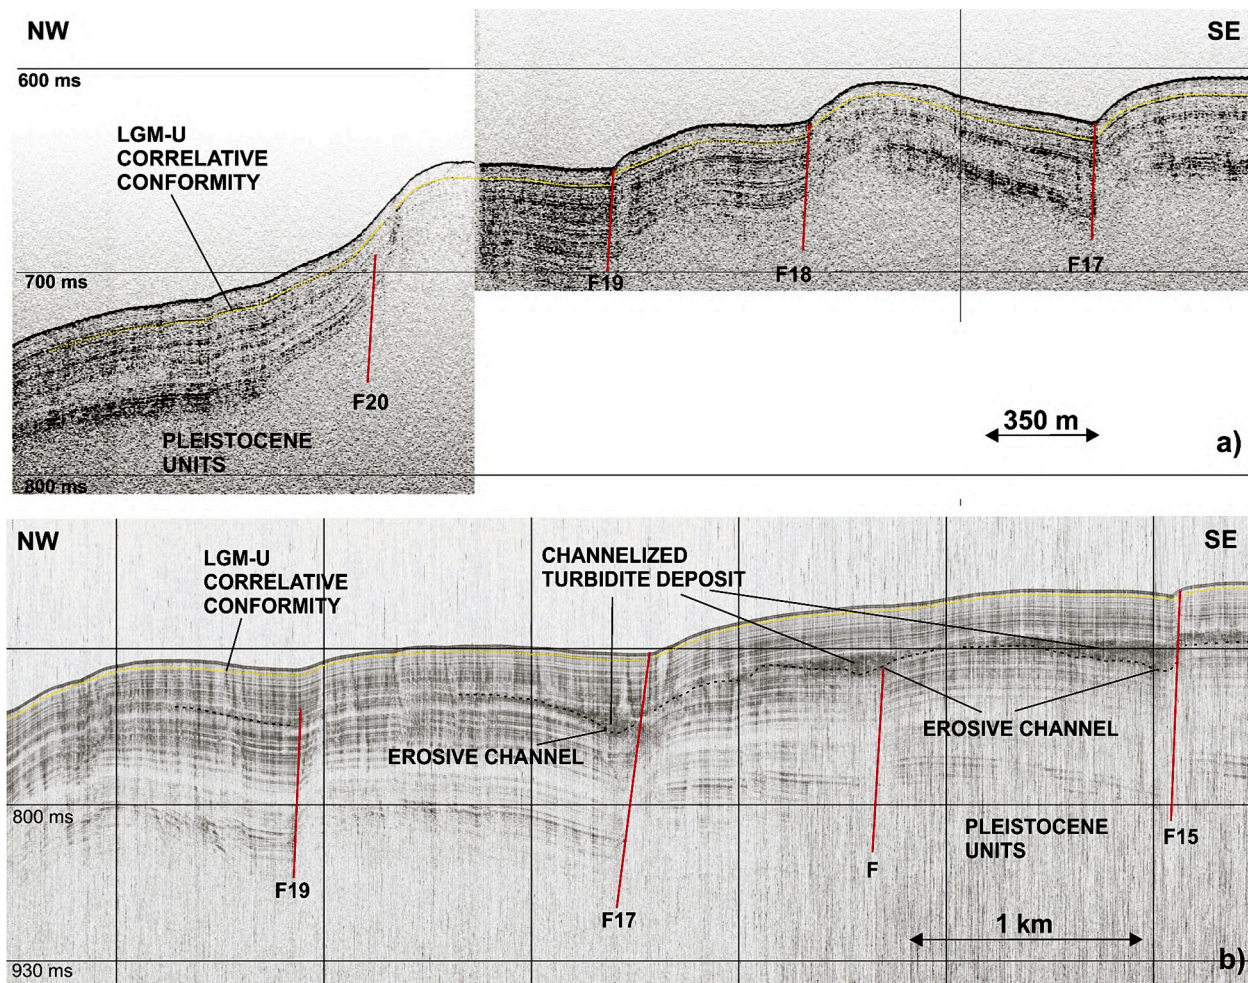 NW
SE
600 ms
LGM-U
CORRELATIVE
CONFORMITY
700 ms
F19
F18
F17
F20
350 m
PLEISTOCENE
UNITS
a)
800 ms
NW
SE
LGM-U
CORRELATIVE
CONFORMITY
CHANNELIZED
TURBIDITE DEPOSIT
EROSIVE CHANNEL
EROSIVE CHANNEL
800 ms
PLEISTOCENE
UNITS
F15
F
F19
F17
1 km
930 ms
b)